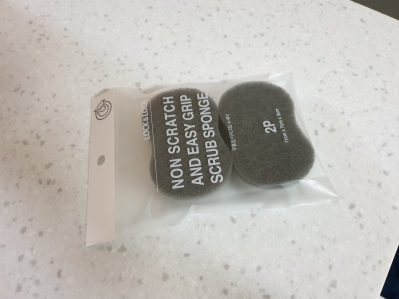 LOCK&LOCK
NON SCRATCH
AND EASY GRIP
SCRUB SPONGE
2P